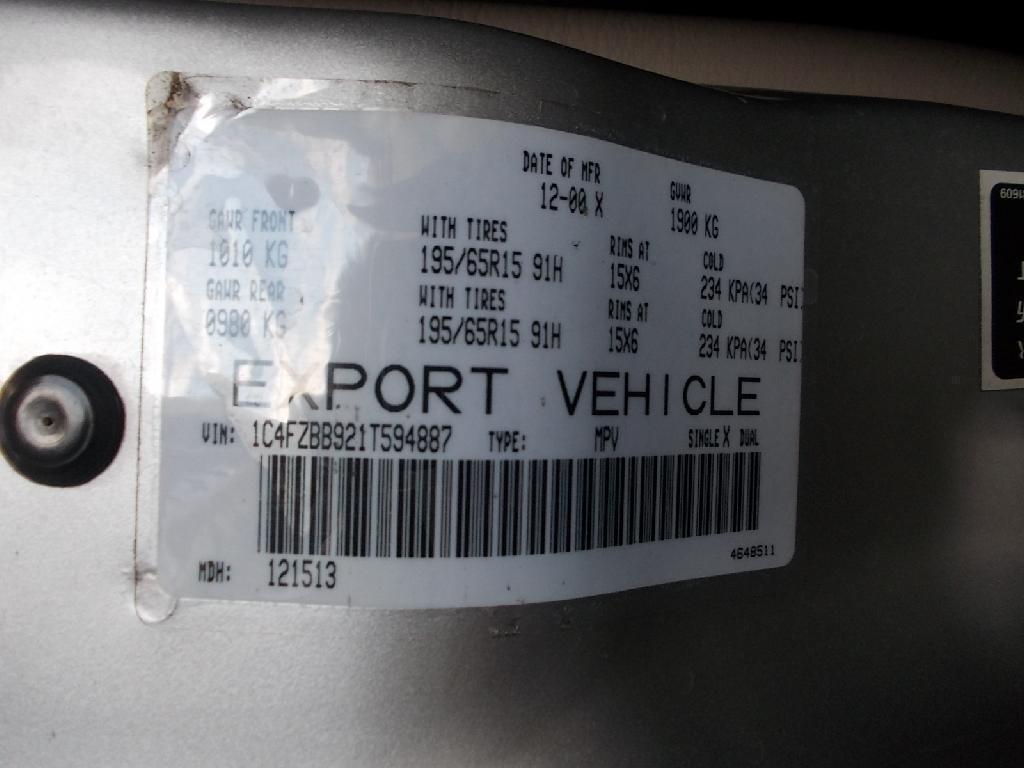 DATE OF MFR GVWR
12-00 X 1900 KG
GAWR FRONT WITH TIRES RIMS AT COLD
1010 KG 195/65R15 91H 15X6 234 KPA(34 PSI)
GAWR REAR WITH TIRES RIMS AT COLD
0980 KG 195/65R15 91H 15X6 234 KPA(34 PSI)
EXPORT VEHICLE
VIN: 1C4FZBB921T594887 TYPE: MPV SINGLE X DUAL
4648511
MDH: 121513